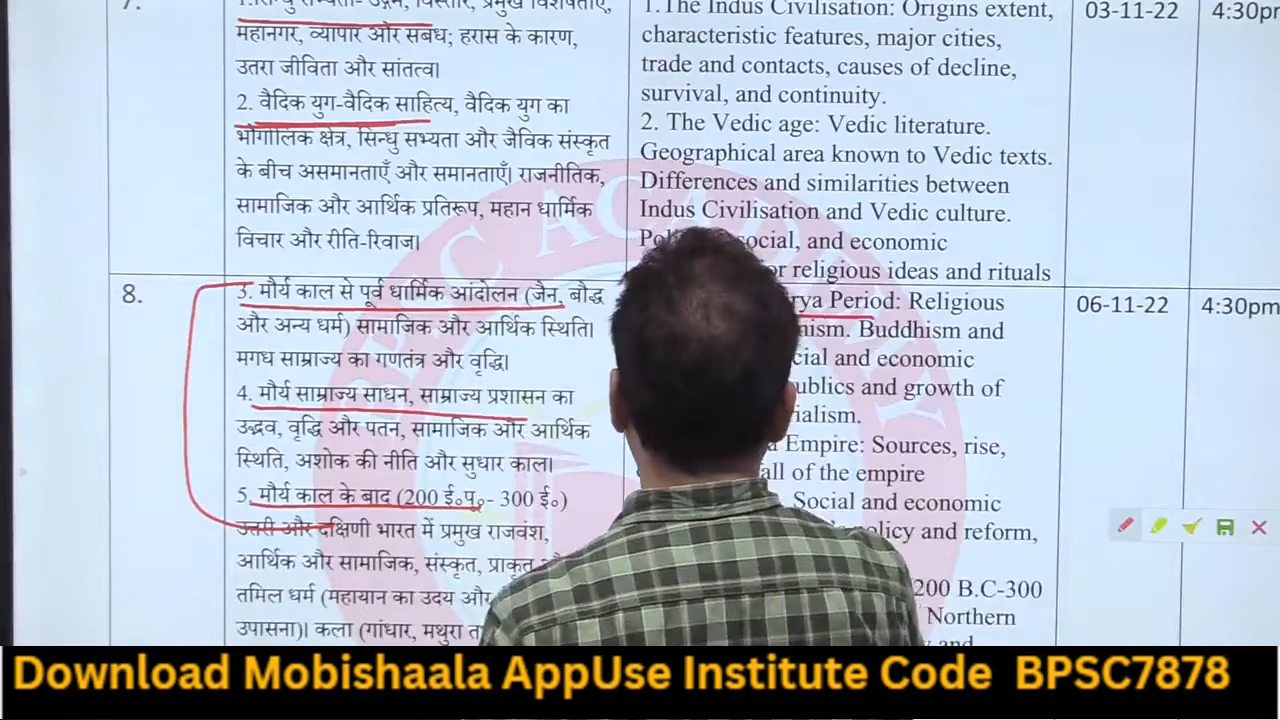 7.
1.सिन्धु सभ्यता- उद्गम, विस्तार, प्रमुख विशेषताएँ,
महानगर, व्यापार और संबंध; हरास के कारण,
उतरा जीविता और सांतत्व।
2. वैदिक युग-वैदिक साहित्य, वैदिक युग का
भौगोलिक क्षेत्र, सिन्धु सभ्यता और जैविक संस्कृत
के बीच असमानताएँ और समानताएँ। राजनीतिक,
सामाजिक और आर्थिक प्रतिरूप, महान धार्मिक
विचार और रीति-रिवाज।
1.The Indus Civilisation: Origins extent,
characteristic features, major cities,
trade and contacts, causes of decline,
survival, and continuity.
2. The Vedic age: Vedic literature.
Geographical area known to Vedic texts.
Differences and similarities between
Indus Civilisation and Vedic culture.
social, and economic
religious ideas and rituals
03-11-22
4:30pm
8.
3. मौर्य काल से पूर्व धार्मिक आंदोलन (जैन, बौद्ध
और अन्य धर्म) सामाजिक और आर्थिक स्थिति।
मगध साम्राज्य का गणतंत्र और वृद्धि।
4. मौर्य साम्राज्य साधन, साम्राज्य प्रशासन का
उद्भव, वृद्धि और पतन, सामाजिक और आर्थिक
स्थिति, अशोक की नीति और सुधार काल।
5. मौर्य काल के बाद (200 ई०पू०- 300 ई०)
उत्तरी और दक्षिणी भारत में प्रमुख राजवंश,
आर्थिक और सामाजिक, संस्कृत, प्राकृत
तमिल धर्म (महायान का उदय और
उपासना)। कला (गांधार, मथुरा
Period: Religious
Buddhism and
and economic
and growth of
Empire: Sources, rise,
of the empire
Social and economic
policy and reform,
200 B.C-300
Northern
06-11-22
4:30pm
Download Mobishaala AppUse Institute Code BPSC7878